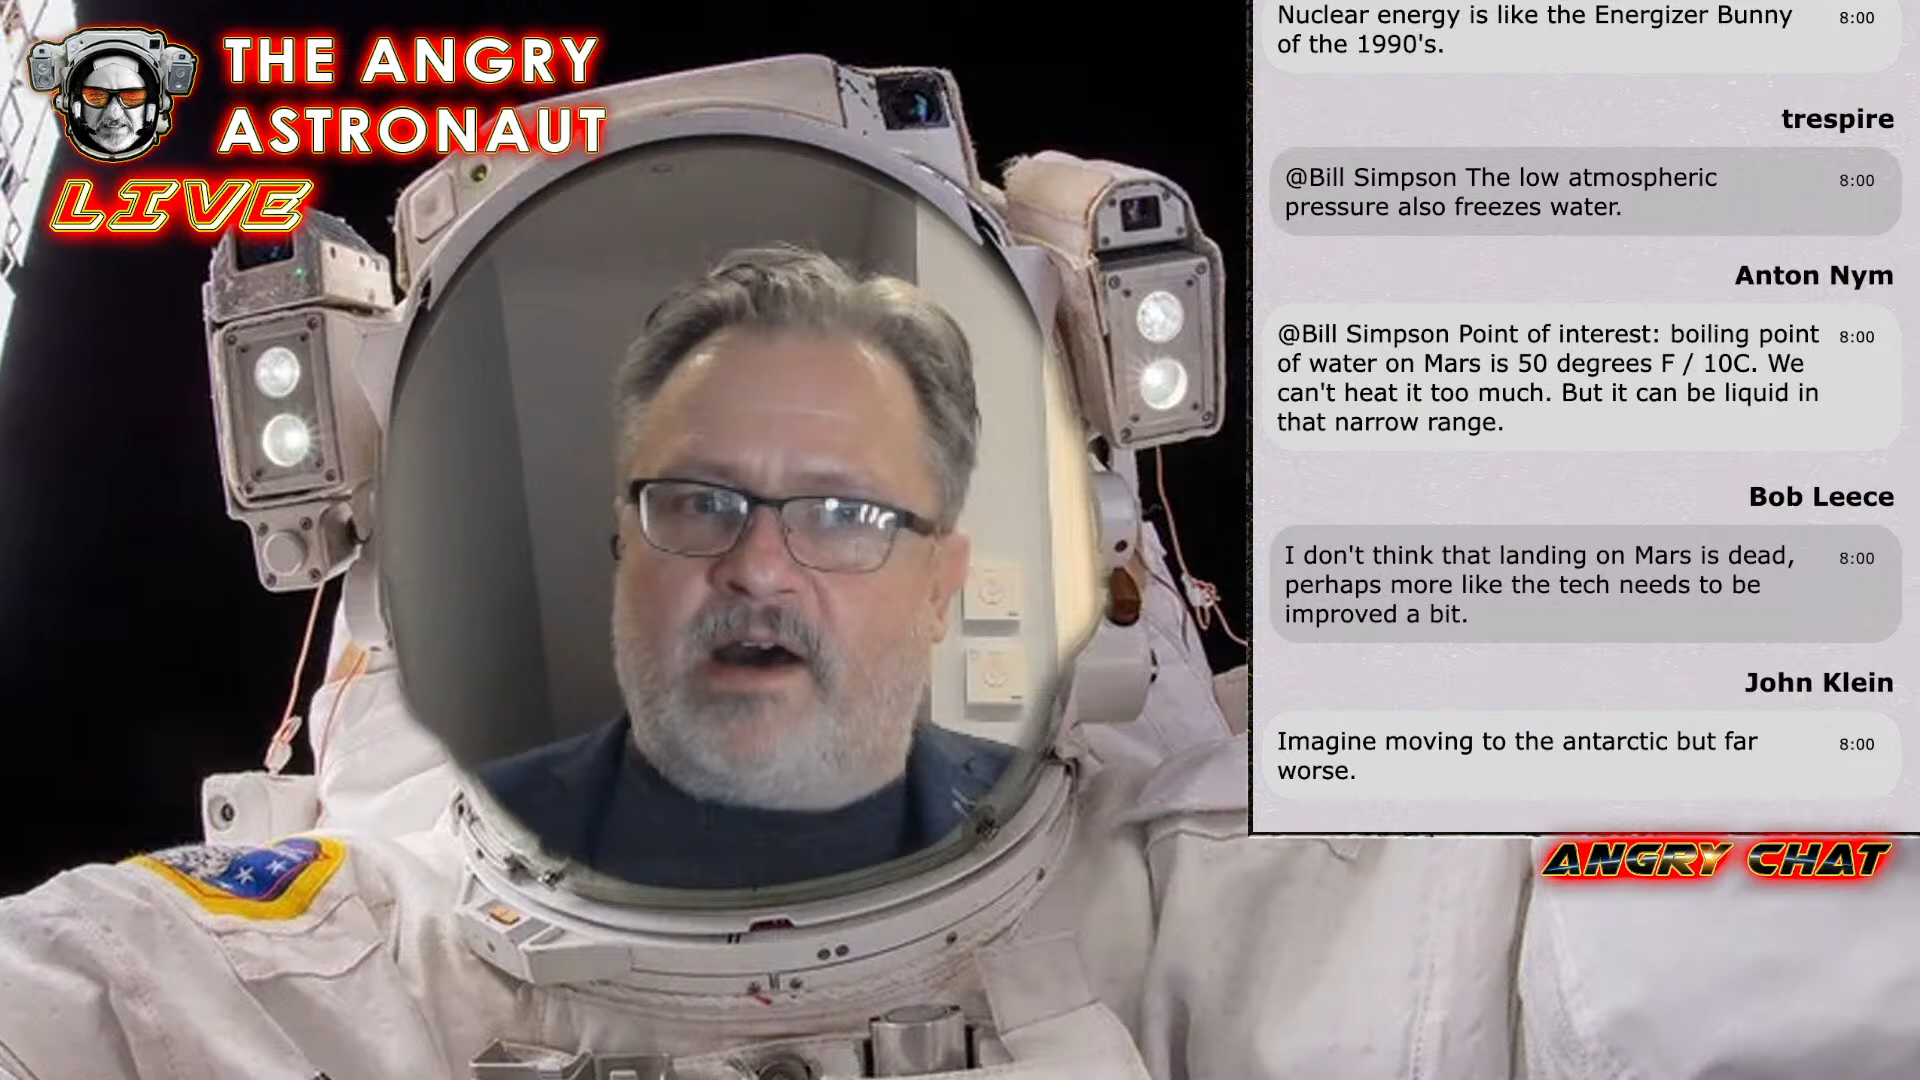 THE ANGRY
ASTRONAUT
LIVE
Nuclear energy is like the Energizer Bunny 8:00
of the 1990's.
trespire
@Bill Simpson The low atmospheric 8:00
pressure also freezes water.
Anton Nym
@Bill Simpson Point of interest: boiling point 8:00
of water on Mars is 50 degrees F / 10C. We
can't heat it too much. But it can be liquid in
that narrow range.
Bob Leece
I don't think that landing on Mars is dead, 8:00
perhaps more like the tech needs to be
improved a bit.
John Klein
Imagine moving to the antarctic but far 8:00
worse.
ANGRY CHAT